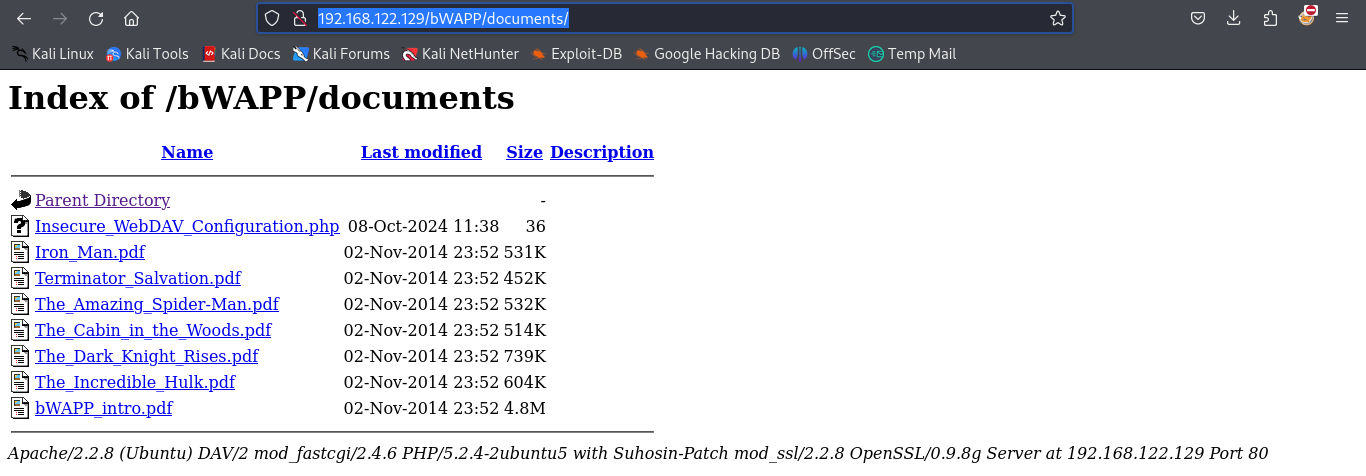 192.168.122.129/bWAPP/documents/
Kali Linux Kali Tools Kali Docs Kali Forums Kali NetHunter Exploit-DB Google Hacking DB OffSec Temp Mail
Index of /bWAPP/documents
Name Last modified Size Description
Parent Directory -
Insecure_WebDAV_Configuration.php 08-Oct-2024 11:38 36
Iron_Man.pdf 02-Nov-2014 23:52 531K
Terminator_Salvation.pdf 02-Nov-2014 23:52 452K
The_Amazing_Spider-Man.pdf 02-Nov-2014 23:52 532K
The_Cabin_in_the_Woods.pdf 02-Nov-2014 23:52 514K
The_Dark_Knight_Rises.pdf 02-Nov-2014 23:52 739K
The_Incredible_Hulk.pdf 02-Nov-2014 23:52 604K
bWAPP_intro.pdf 02-Nov-2014 23:52 4.8M
Apache/2.2.8 (Ubuntu) DAV/2 mod_fastcgi/2.4.6 PHP/5.2.4-2ubuntu5 with Suhosin-Patch mod_ssl/2.2.8 OpenSSL/0.9.8g Server at 192.168.122.129 Port 80